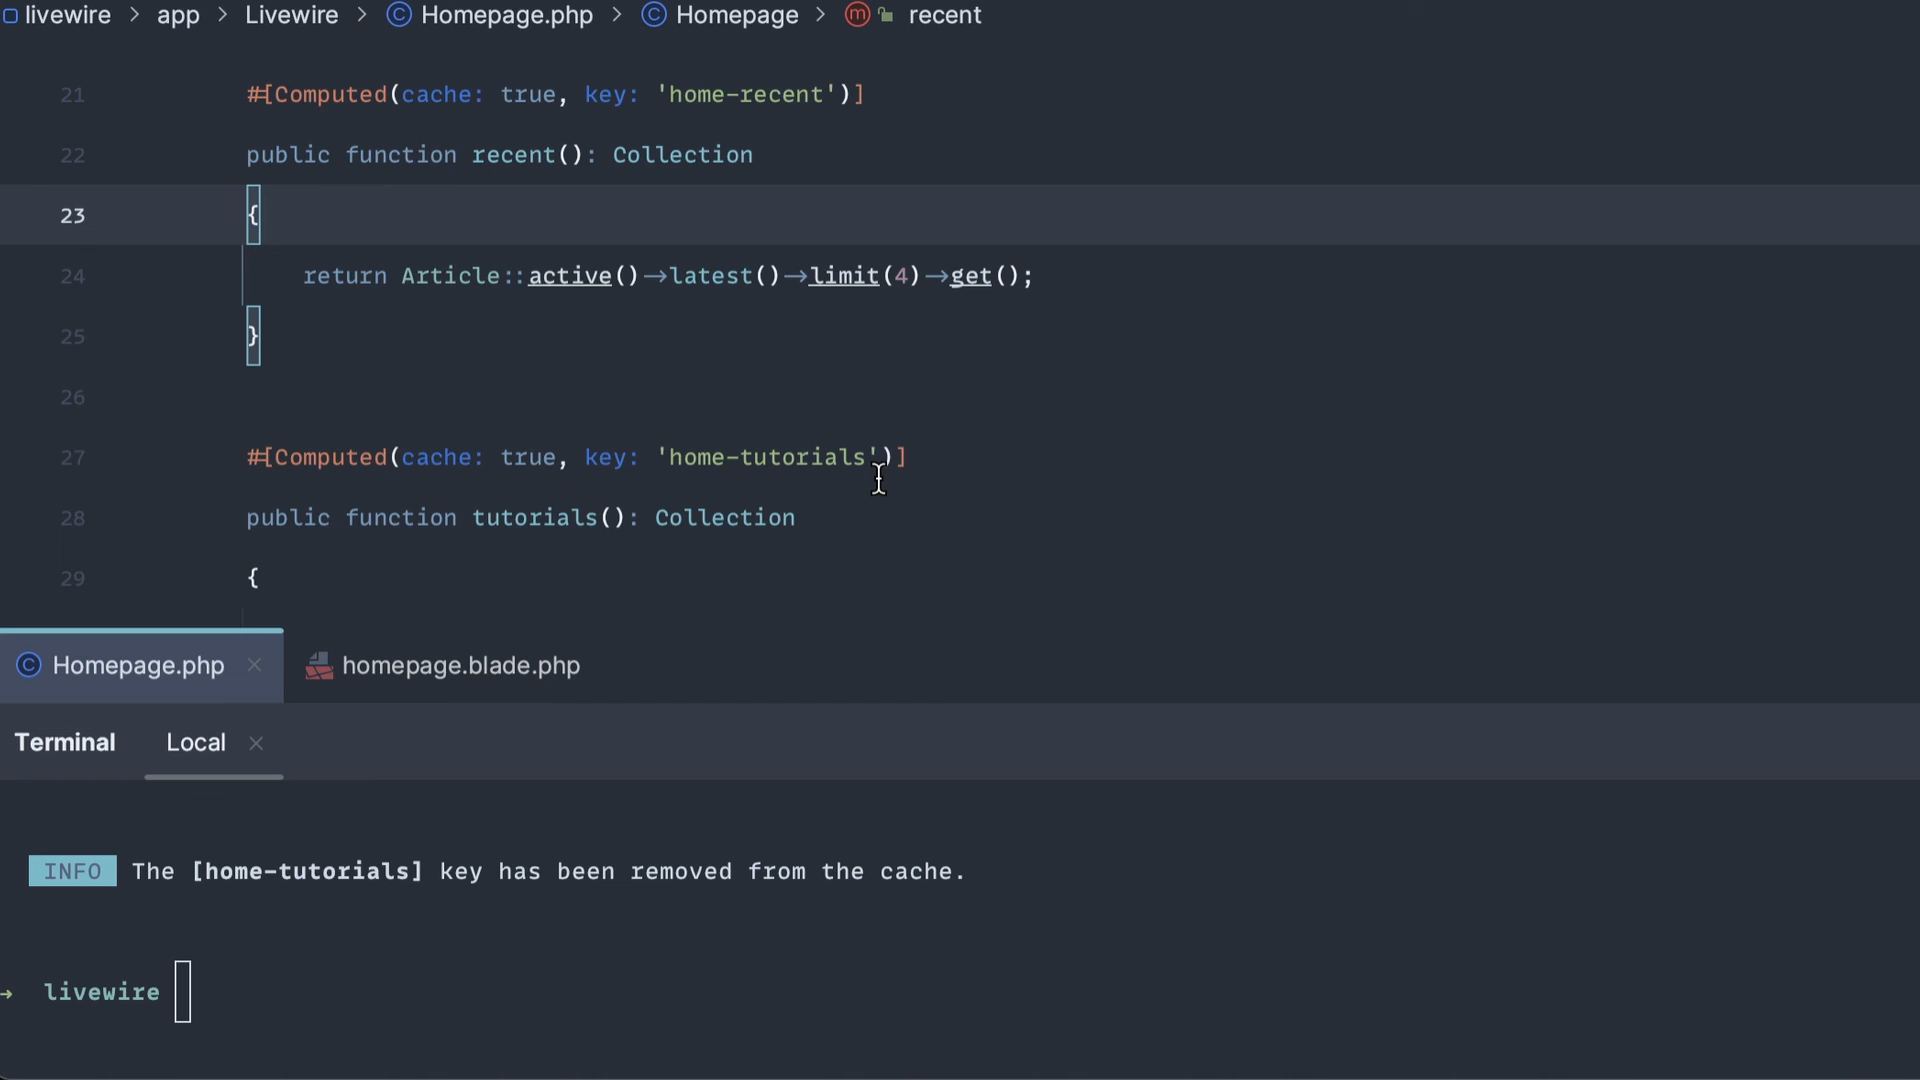 livewire > app > Livewire > Homepage.php > Homepage > recent
21 #[Computed(cache: true, key: 'home-recent')]
22 public function recent(): Collection
23 {
24 return Article::active()->latest()->limit(4)->get();
25 }
26
27 #[Computed(cache: true, key: 'home-tutorials')]
28 public function tutorials(): Collection
29 {
Homepage.php homepage.blade.php
Terminal Local
INFO The [home-tutorials] key has been removed from the cache.
→ livewire